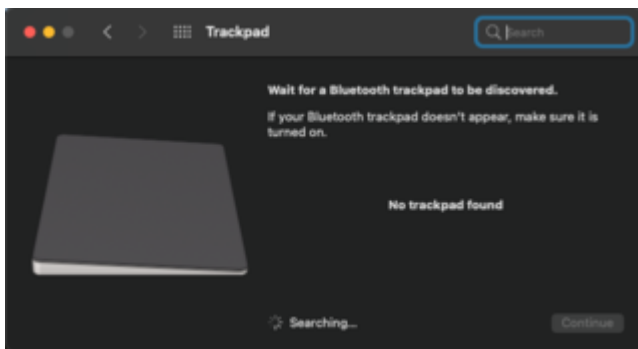 Trackpad
Search
Wait for a Bluetooth trackpad to be discovered.
If your Bluetooth trackpad doesn't appear, make sure it is
turned on.
No trackpad found
Searching...
Continue